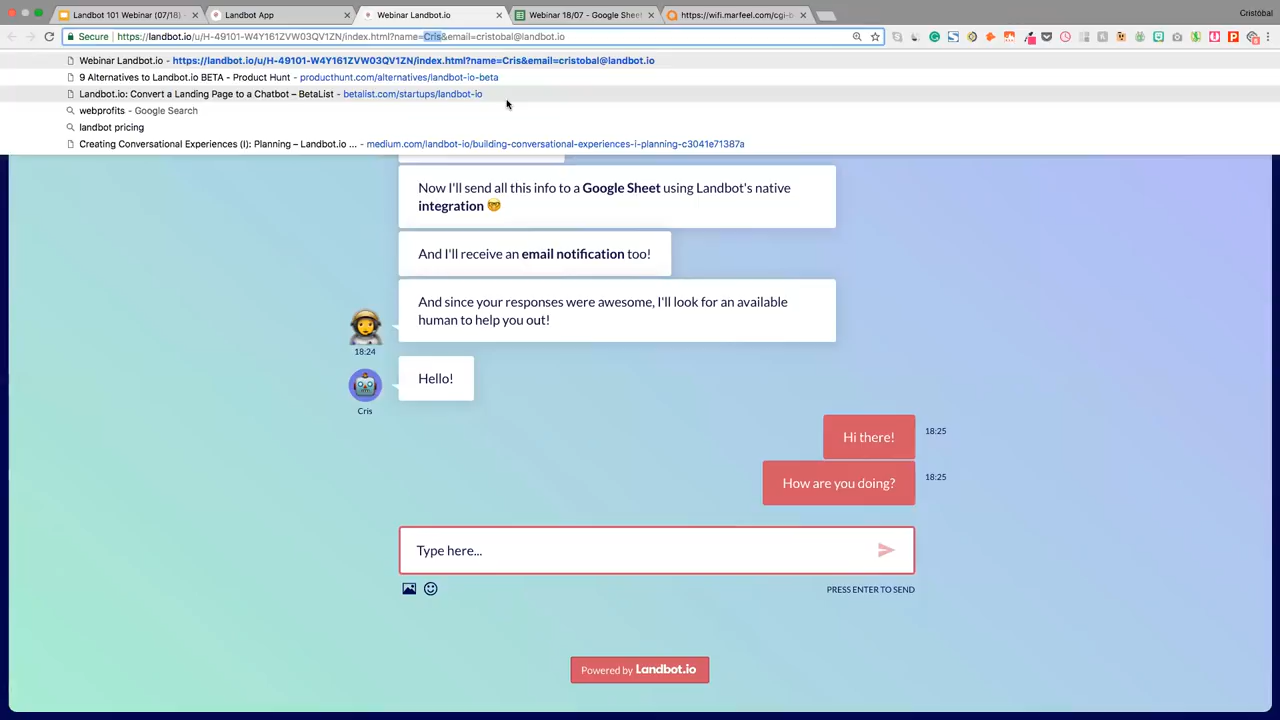 Landbot 101 Webinar (07/18)
Landbot App
Webinar Landbot.io
Webinar 18/07 - Google Sheet
https://wifi.marfeel.com/cgi-b
Cristóbal
Secure https://landbot.io/u/H-49101-W4Y161ZVW03QV1ZN/index.html?name=Cris&email=cristobal@landbot.io
Webinar Landbot.io - https://landbot.io/u/H-49101-W4Y161ZVW03QV1ZN/index.html?name=Cris&email=cristobal@landbot.io
9 Alternatives to Landbot.io BETA - Product Hunt - producthunt.com/alternatives/landbot-io-beta
Landbot.io: Convert a Landing Page to a Chatbot – BetaList - betalist.com/startups/landbot-io
webprofits - Google Search
landbot pricing
Creating Conversational Experiences (I): Planning – Landbot.io ... - medium.com/landbot-io/building-conversational-experiences-i-planning-c3041e71387a
Now I'll send all this info to a Google Sheet using Landbot's native
integration 🤓
And I'll receive an email notification too!
And since your responses were awesome, I'll look for an available
human to help you out!
18:24
Hello!
Cris
Hi there!
18:25
How are you doing?
18:25
Type here...
PRESS ENTER TO SEND
Powered by Landbot.io